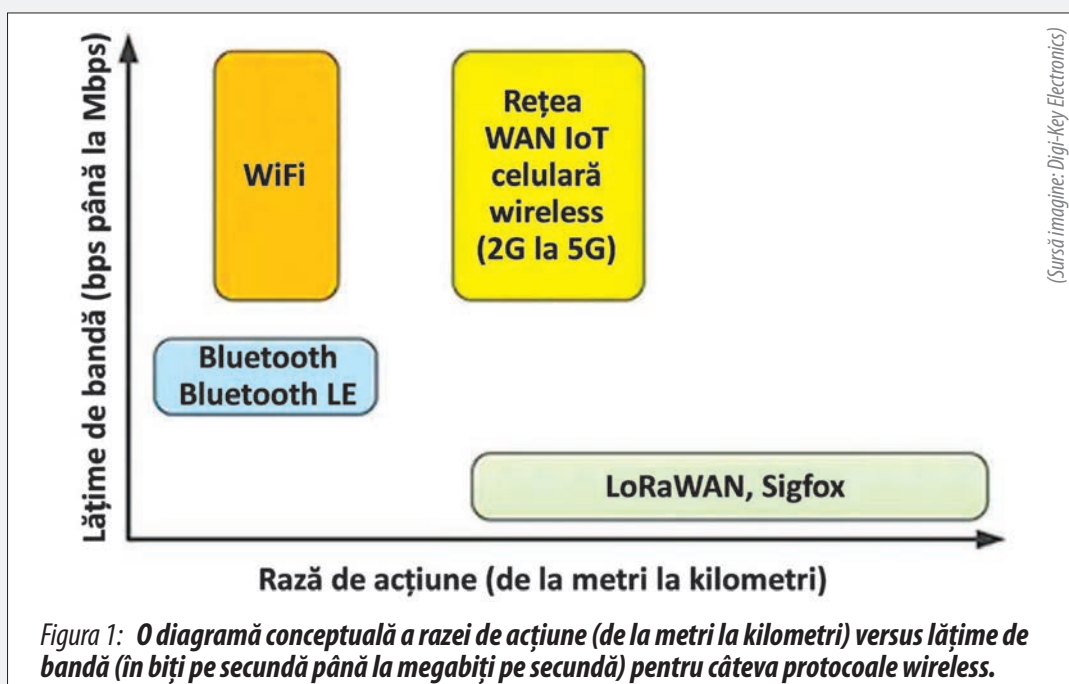 Lățime de bandă (bps până la Mbps)
WiFi
Rețea
WAN IoT
celulară
wireless
(2G la 5G)
Bluetooth
Bluetooth LE
LoRaWAN, Sigfox
Rază de acțiune (de la metri la kilometri)
(Sursă imagine: Digi-Key Electronics)
Figura 1: O diagramă conceptuală a razei de acțiune (de la metri la kilometri) versus lățime de
bandă (în biți pe secundă până la megabiți pe secundă) pentru câteva protocoale wireless.